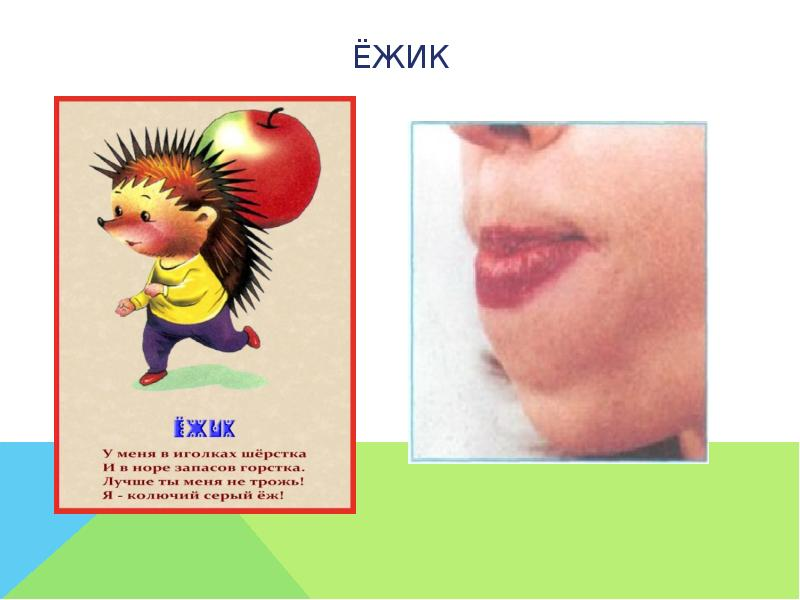 ЁЖИК
ЁЖИК
У меня в иголках шёрстка
И в норе запасов горстка.
Лучше ты меня не трожь!
Я - колючий серый ёж!